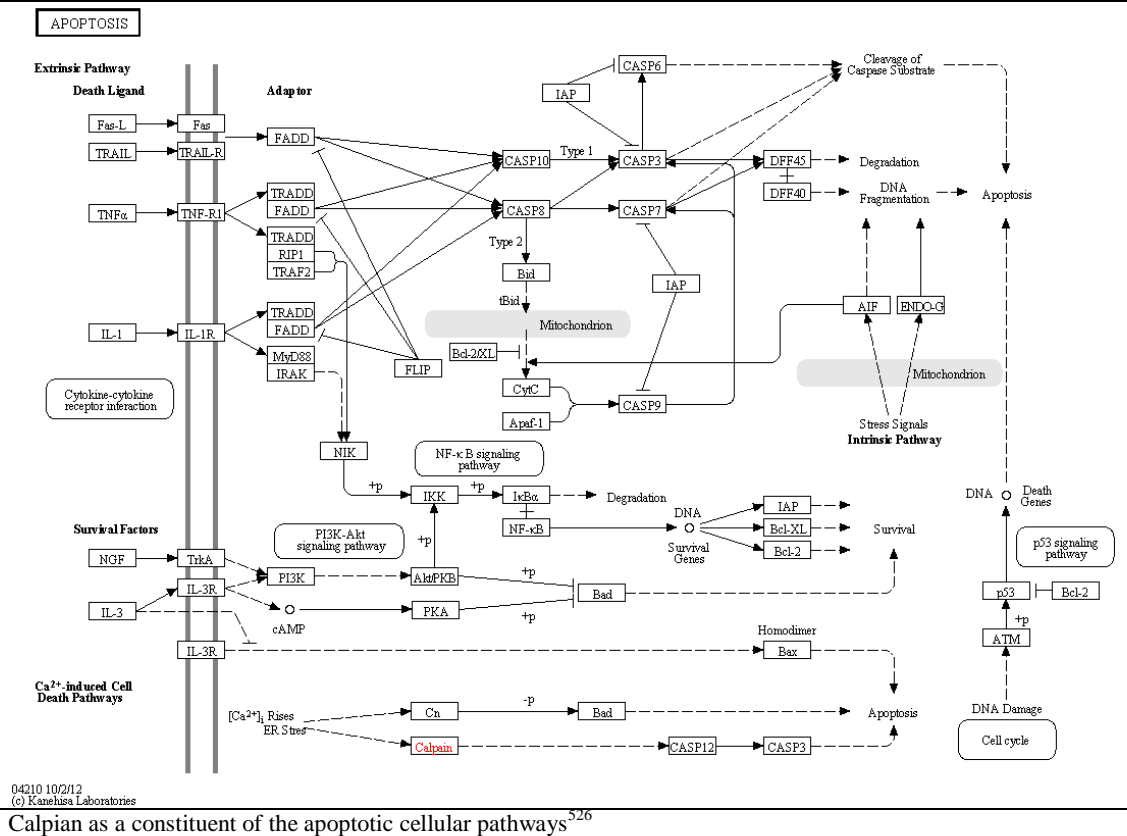 APOPTOSIS
Extrinsic Pathway
Death Ligand
Adaptor
Fas-L
Fas
TRAIL
TRAIL-R
FADD
TNFα
TNF-R1
TRADD
FADD
TRADD
RIP1
TRAF2
IL-1
IL-1R
TRADD
FADD
MyD88
IRAK
FLIP
Cytokine-cytokine
receptor interaction
CASP6
IAP
CASP10
Type 1
CASP3
CASP8
CASP7
Type 2
Bid
tBid
Mitochondrion
Bcl-2/XL
CytC
Apaf-1
CASP9
IAP
Cleavage of
Caspase Substrate
DFF45
Degradation
DFF40
DNA
Fragmentation
Apoptosis
AIF
ENDO-G
Mitochondrion
Stress Signals
Intrinsic Pathway
NIK
NF-κB signaling
pathway
+p
IKK
+p
IκBα
Degradation
NF-κB
DNA
Survival
Genes
IAP
Bcl-XL
Bcl-2
Survival
DNA
Death
Genes
p53 signaling
pathway
p53
Bcl-2
+p
ATM
DNA Damage
Cell cycle
Survival Factors
PI3K-Akt
signaling pathway
+p
NGF
TrkA
PI3K
Akt/PKB
+p
Bad
IL-3
IL-3R
cAMP
PKA
+p
IL-3R
Homodimer
Bax
Ca2+-induced Cell
Death Pathways
[Ca2+]i Rises
ER Stres
Cn
-p
Bad
Apoptosis
Calpain
CASP12
CASP3
04210 10/2/12
(c) Kanehisa Laboratories
Calpian as a constituent of the apoptotic cellular pathways526